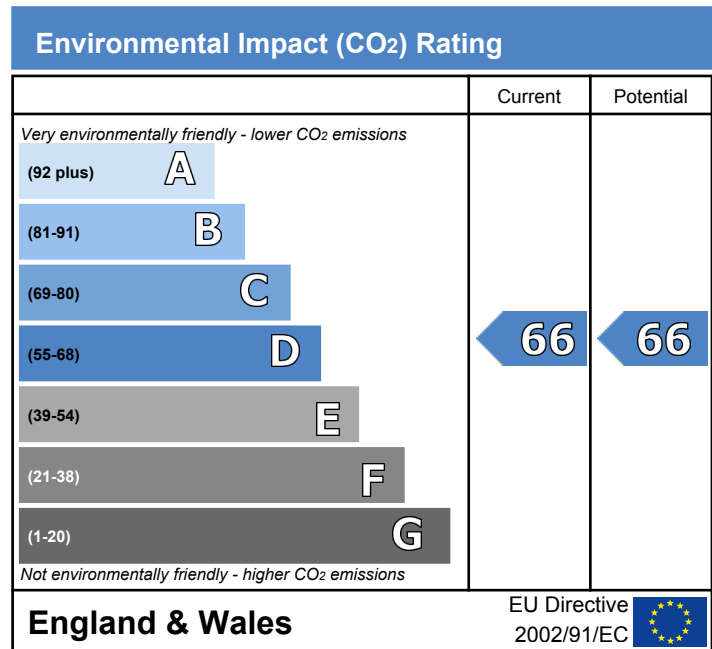 Environmental Impact (CO2) Rating
Current Potential
Very environmentally friendly - lower CO2 emissions
(92 plus) A
(81-91) B
(69-80) C
(55-68) D
66 66
(39-54) E
(21-38) F
(1-20) G
Not environmentally friendly - higher CO2 emissions
England & Wales
EU Directive
2002/91/EC